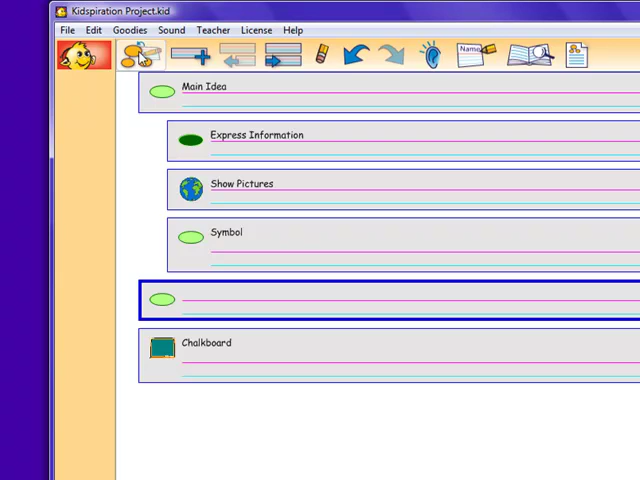 Kidspiration Project.kid
File Edit Goodies Sound Teacher License Help
Name
Main Idea
Express Information
Show Pictures
Symbol
Chalkboard